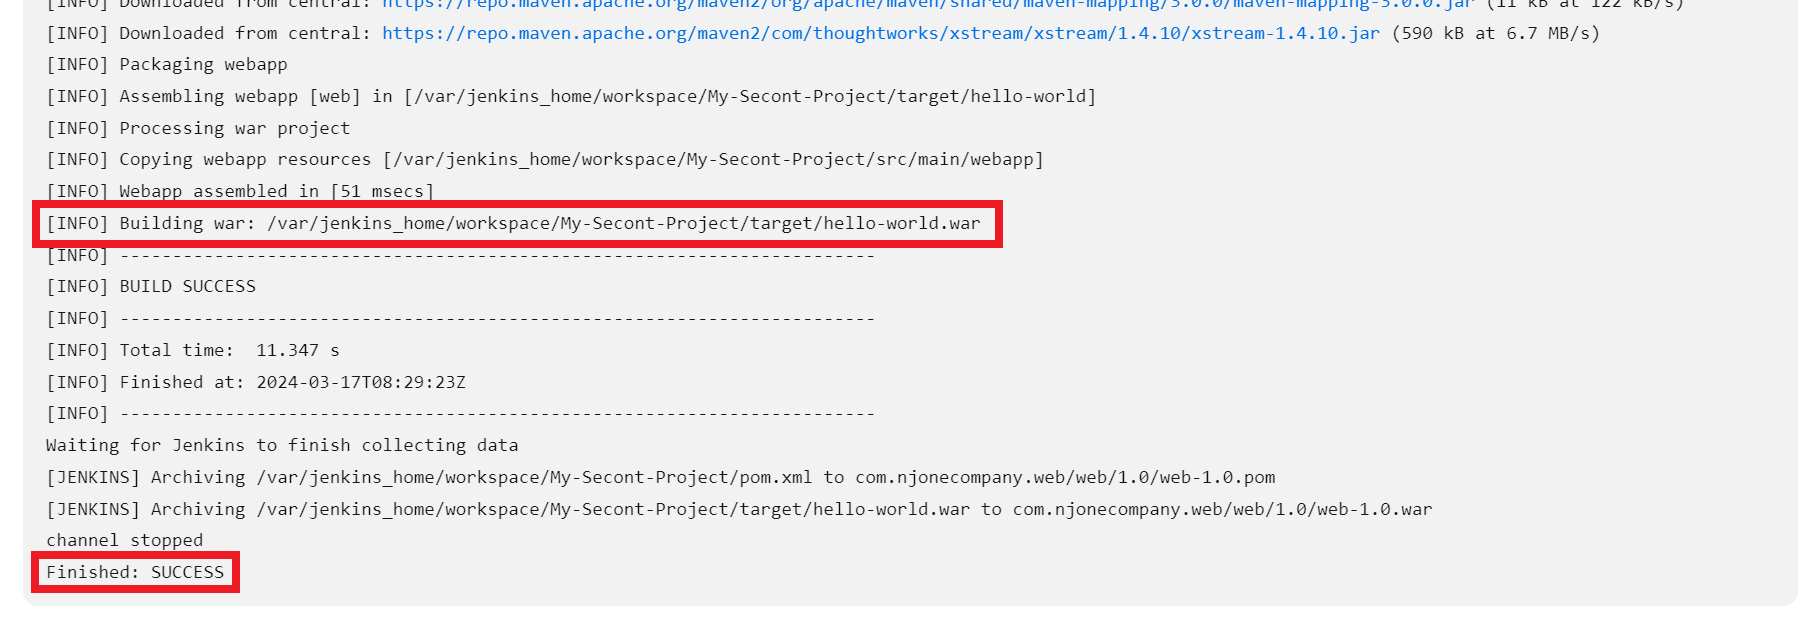 [INFO] Downloaded from central: https://repo.maven.apache.org/maven2/org/apache/maven/shared/maven-mapping/3.0.0/maven-mapping-3.0.0.jar (11 kB at 122 kB/s)
[INFO] Downloaded from central: https://repo.maven.apache.org/maven2/com/thoughtworks/xstream/xstream/1.4.10/xstream-1.4.10.jar (590 kB at 6.7 MB/s)
[INFO] Packaging webapp
[INFO] Assembling webapp [web] in [/var/jenkins_home/workspace/My-Secont-Project/target/hello-world]
[INFO] Processing war project
[INFO] Copying webapp resources [/var/jenkins_home/workspace/My-Secont-Project/src/main/webapp]
[INFO] Webapp assembled in [51 msecs]
[INFO] Building war: /var/jenkins_home/workspace/My-Secont-Project/target/hello-world.war
[INFO] ------------------------------------------------------------------------
[INFO] BUILD SUCCESS
[INFO] ------------------------------------------------------------------------
[INFO] Total time:  11.347 s
[INFO] Finished at: 2024-03-17T08:29:23Z
[INFO] ------------------------------------------------------------------------
Waiting for Jenkins to finish collecting data
[JENKINS] Archiving /var/jenkins_home/workspace/My-Secont-Project/pom.xml to com.njonecompany.web/web/1.0/web-1.0.pom
[JENKINS] Archiving /var/jenkins_home/workspace/My-Secont-Project/target/hello-world.war to com.njonecompany.web/web/1.0/web-1.0.war
channel stopped
Finished: SUCCESS